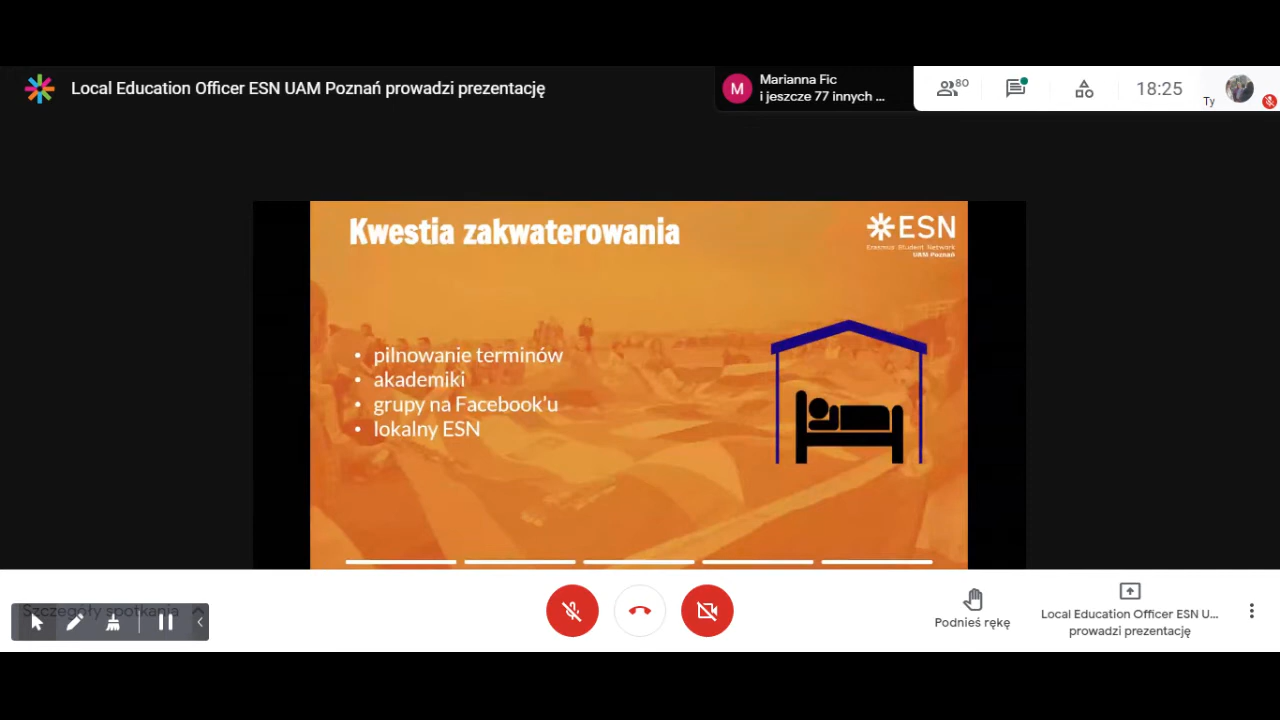 Local Education Officer ESN UAM Poznań prowadzi prezentację
M
Marianna Fic
i jeszcze 77 innych ...
80
18:25
Ty
Kwestia zakwaterowania
ESN
Erasmus Student Network
UAM Poznań
• pilnowanie terminów
• akademiki
• grupy na Facebook'u
• lokalny ESN
Szczegóły spotkania
Podnieś rękę
Local Education Officer ESN U...
prowadzi prezentację